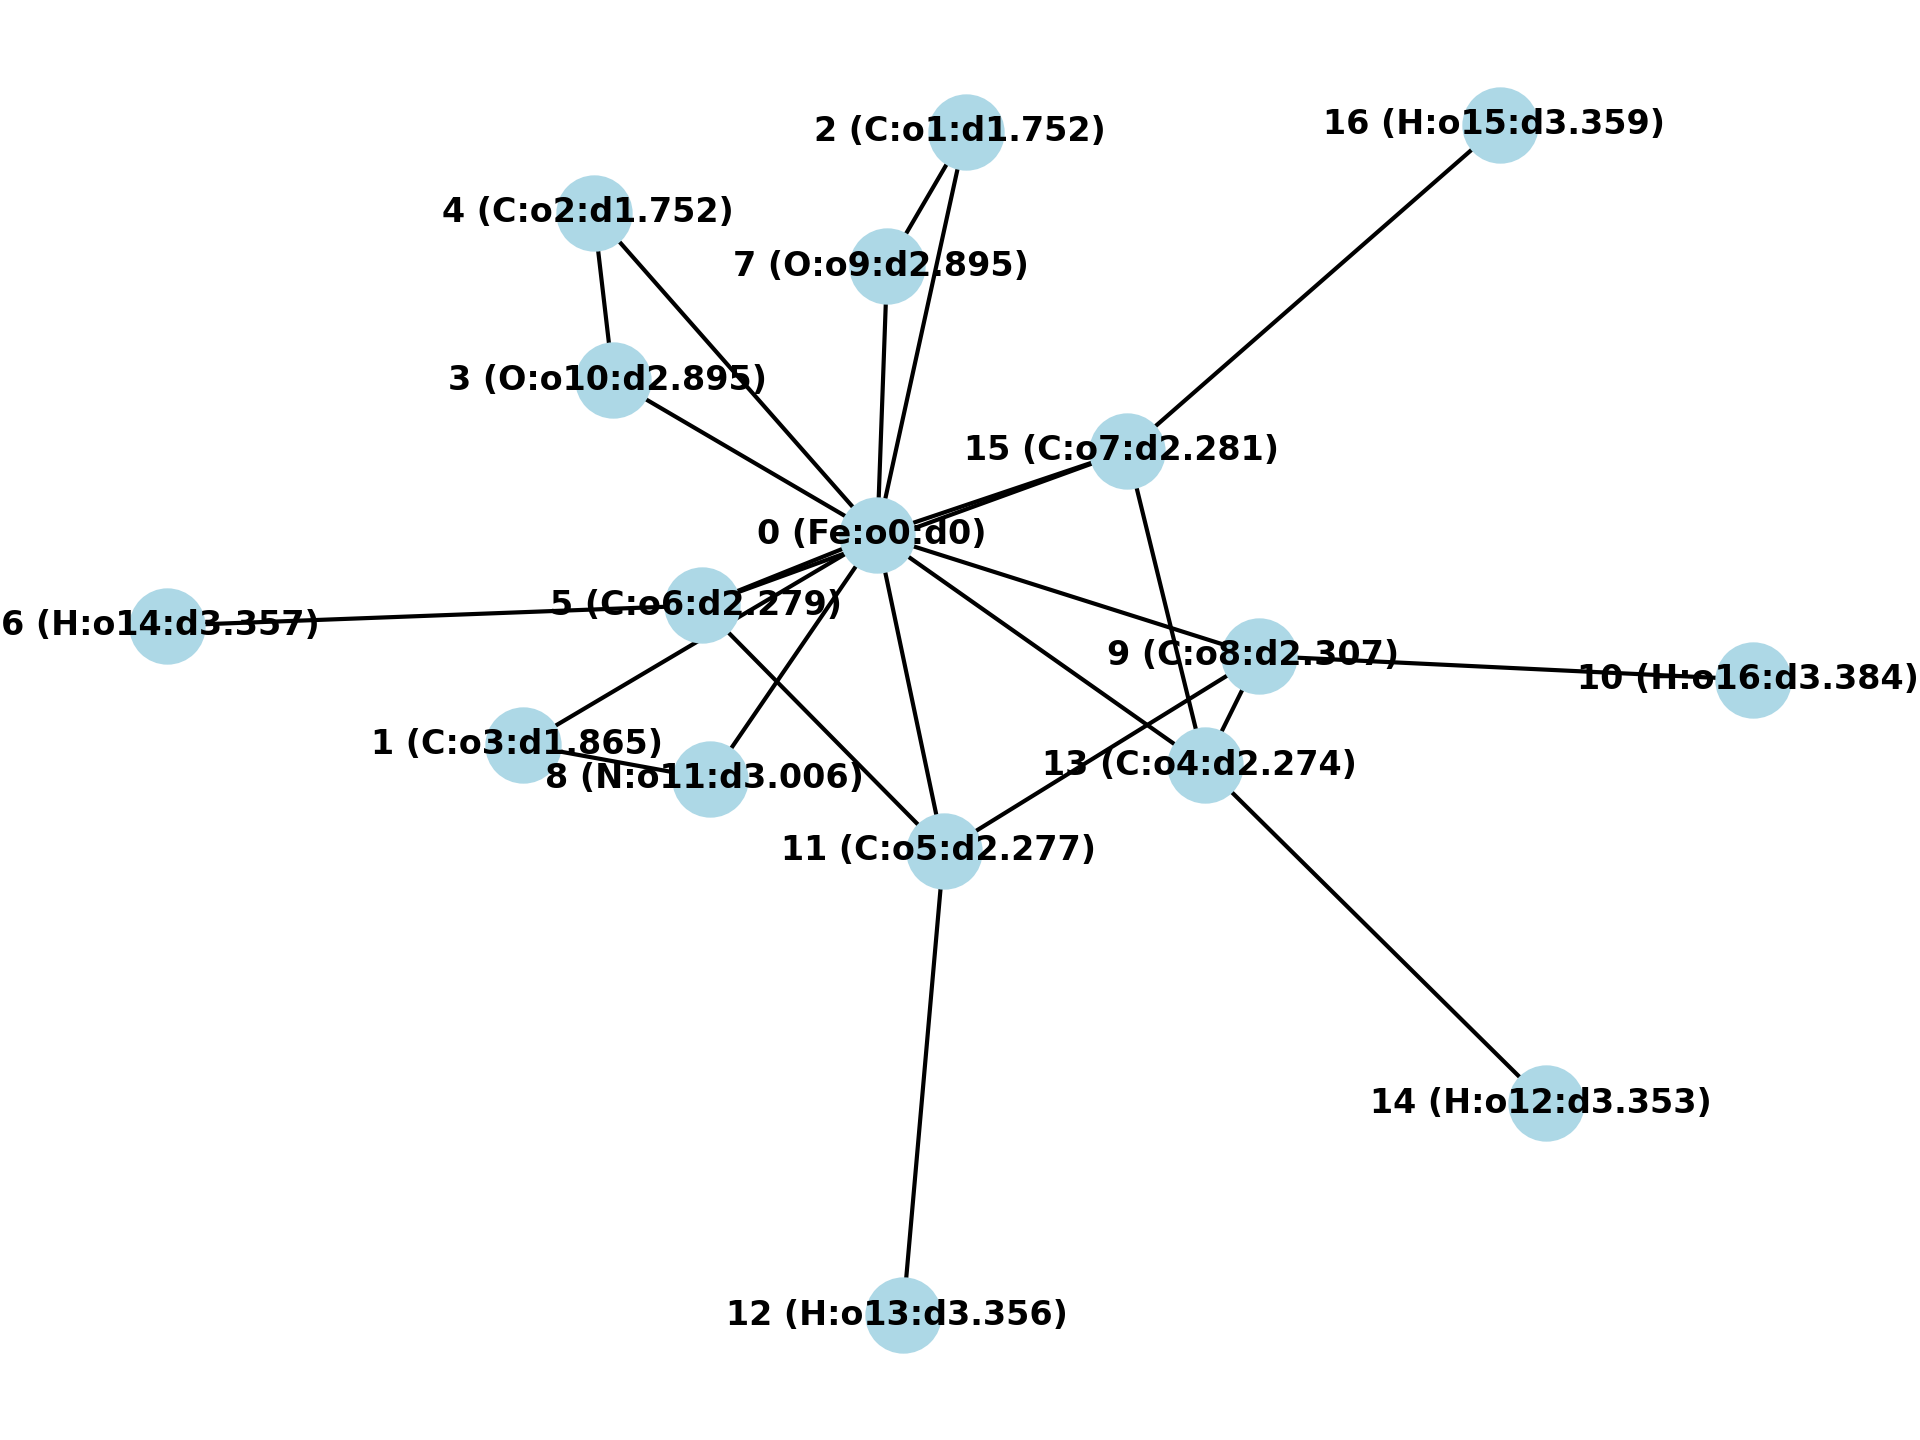 16 (H:o15:d3.359)
2 (C:o1:d1.752)
4 (C:o2:d1.752)
7 (O:o9:d2.895)
3 (O:o10:d2.895)
15 (C:o7:d2.281)
0 (Fe:o0:d0)
5 (C:o6:d2.279)
6 (H:o14:d3.357)
9 (C:o8:d2.307)
10 (H:o16:d3.384)
1 (C:o3:d1.865)
13 (C:o4:d2.274)
8 (N:o11:d3.006)
11 (C:o5:d2.277)
14 (H:o12:d3.353)
12 (H:o13:d3.356)